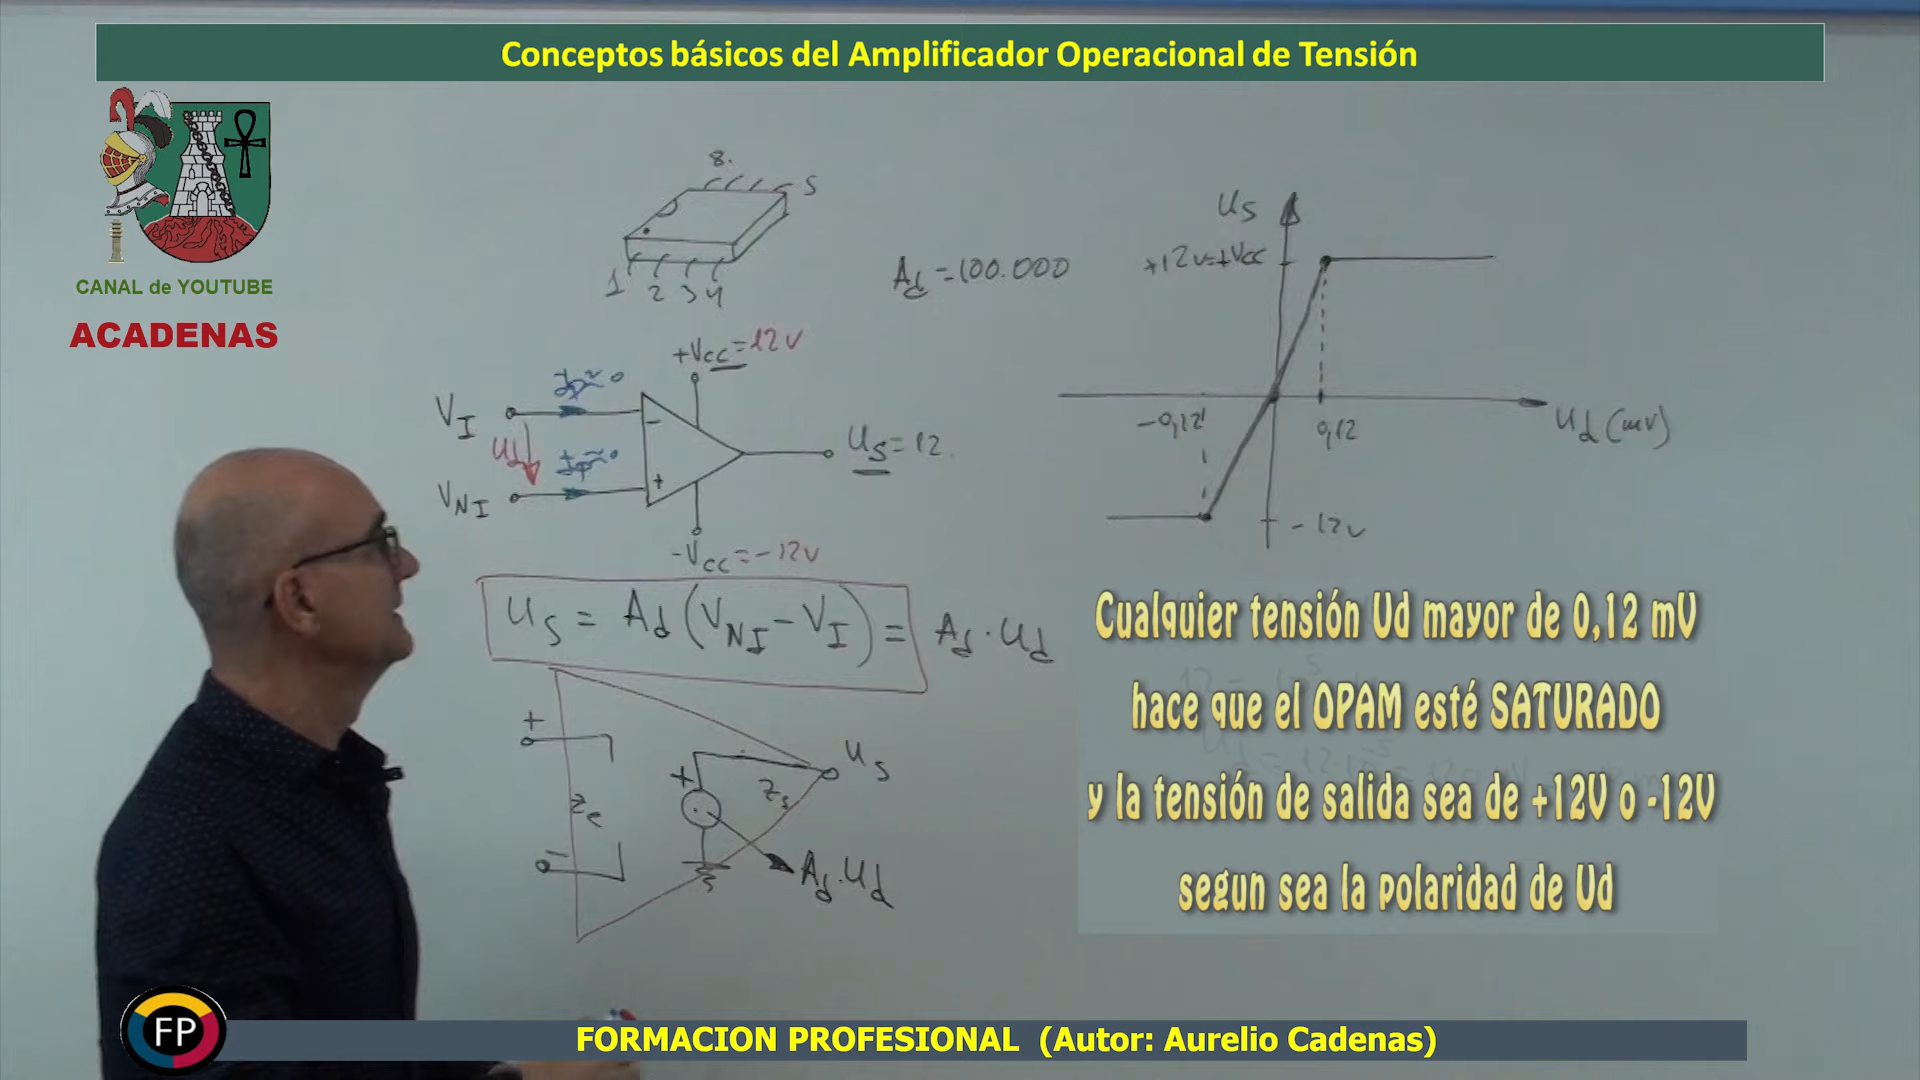 Conceptos básicos del Amplificador Operacional de Tensión
CANAL de YOUTUBE
ACADENAS
8.
5
1
2
3
4
Ad=100.000
+Vcc=12V
VI
Ud
VNI
-
+
Us=12.
-Vcc=-12V
Us = Ad(VNI-VI)= Ad·Ud
+
Ze
-
+
Zs
Us
Ad·Ud
Us
+12V=+Vcc
-0,12
0,12
Ud(mV)
-12V
Cualquier tensión Ud mayor de 0,12 mV
hace que el OPAM esté SATURADO
y la tensión de salida sea de +12V o -12V
segun sea la polaridad de Ud
FP
FORMACION PROFESIONAL (Autor: Aurelio Cadenas)